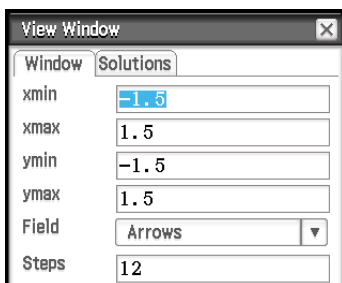 View Window
Window Solutions
xmin -1.5
xmax 1.5
ymin -1.5
ymax 1.5
Field Arrows
Steps 12